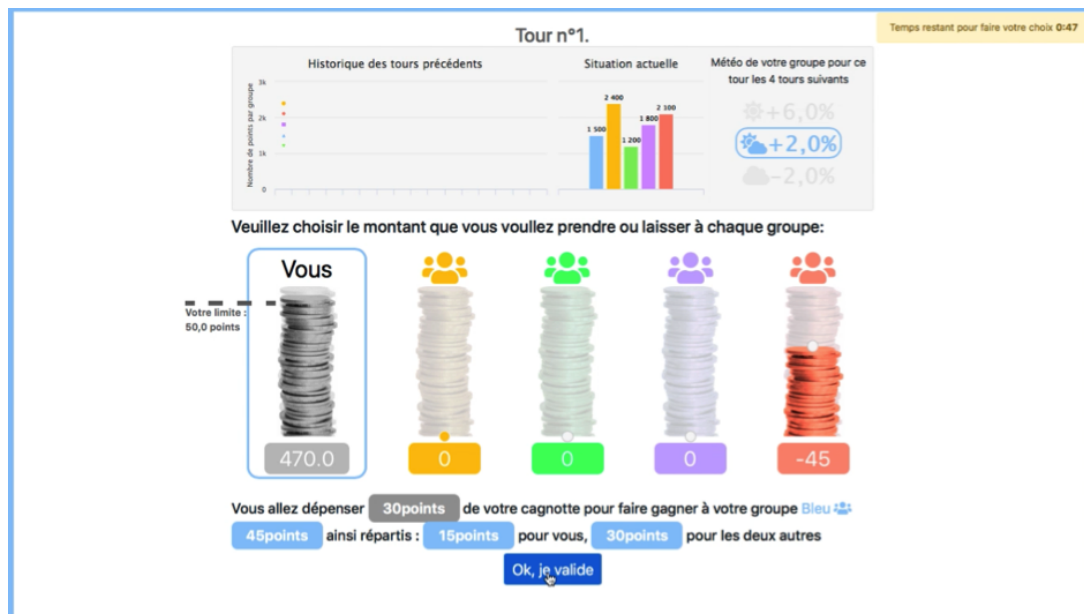 Temps restant pour faire votre choix 0:47
Tour n°1.
Historique des tours précédents
Situation actuelle
Météo de votre groupe pour ce
tour les 4 tours suivants
Nombre de points par groupe
3k
2k
1k
0
1 500
2 400
1 200
1 800
2 100
+6,0%
+2,0%
-2,0%
Veuillez choisir le montant que vous voullez prendre ou laisser à chaque groupe:
Vous
Votre limite :
50,0 points
470.0
0
0
0
-45
Vous allez dépenser 30points de votre cagnotte pour faire gagner à votre groupe Bleu
45points ainsi répartis : 15points pour vous, 30points pour les deux autres
Ok, je valide